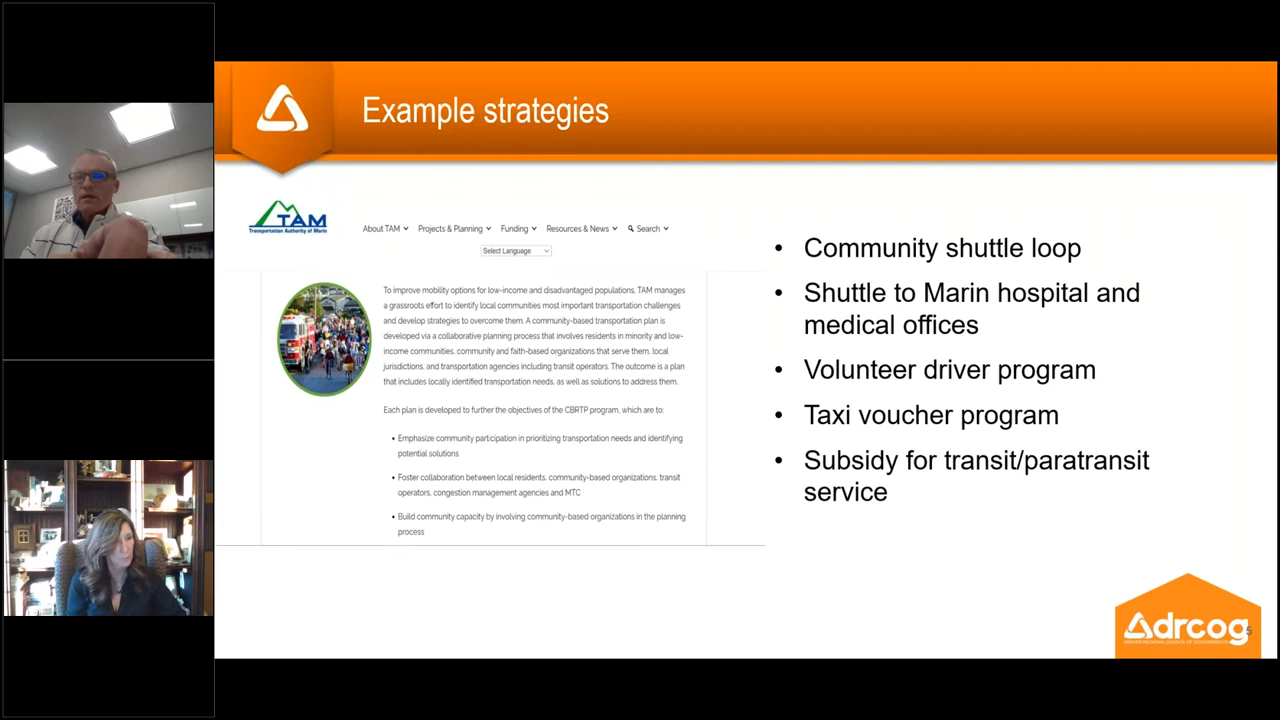 Example strategies
TAM
Transportation Authority of Marin
About TAM Projects & Planning Funding Resources & News Search
Select Language
To improve mobility options for low-income and disadvantaged populations, TAM manages
a grassroots effort to identify local communities most important transportation challenges
and develop strategies to overcome them. A community-based transportation plan is
developed via a collaborative planning process that involves residents in minority and low-
income communities, community and faith-based organizations that serve them, local
jurisdictions, and transportation agencies including transit operators. The outcome is a plan
that includes locally identified transportation needs, as well as solutions to address them.
Each plan is developed to further the objectives of the CBRTP program, which are to:
• Emphasize community participation in prioritizing transportation needs and identifying
potential solutions
• Foster collaboration between local residents, community-based organizations, transit
operators, congestion management agencies and MTC
• Build community capacity by involving community-based organizations in the planning
process
• Community shuttle loop
• Shuttle to Marin hospital and
medical offices
• Volunteer driver program
• Taxi voucher program
• Subsidy for transit/paratransit
service
drcog
DENVER REGIONAL COUNCIL OF GOVERNMENTS
5